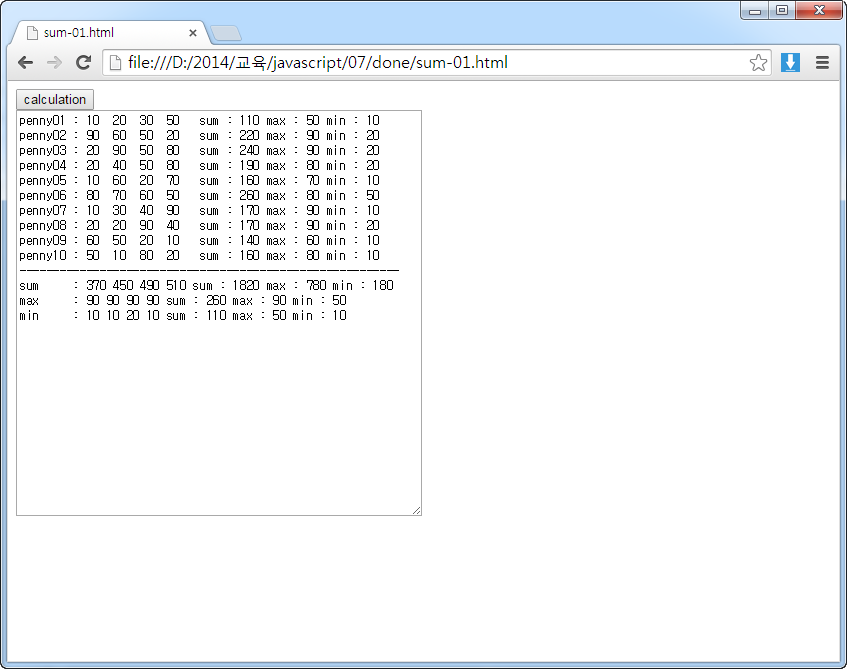 sum-01.html
file:///D:/2014/교육/javascript/07/done/sum-01.html
calculation
penny01 : 10  20  30  50   sum : 110 max : 50 min : 10
penny02 : 90  60  50  20   sum : 220 max : 90 min : 20
penny03 : 20  90  50  80   sum : 240 max : 90 min : 20
penny04 : 20  40  50  80   sum : 190 max : 80 min : 20
penny05 : 10  60  20  70   sum : 160 max : 70 min : 10
penny06 : 80  70  60  50   sum : 260 max : 80 min : 50
penny07 : 10  30  40  90   sum : 170 max : 90 min : 10
penny08 : 20  20  90  40   sum : 170 max : 90 min : 20
penny09 : 60  50  20  10   sum : 140 max : 60 min : 10
penny10 : 50  10  80  20   sum : 160 max : 80 min : 10
---------------------------------------------------------
sum     : 370 450 490 510 sum : 1820 max : 780 min : 180
max     : 90 90 90 90 sum : 260 max : 90 min : 50
min     : 10 10 20 10 sum : 110 max : 50 min : 10